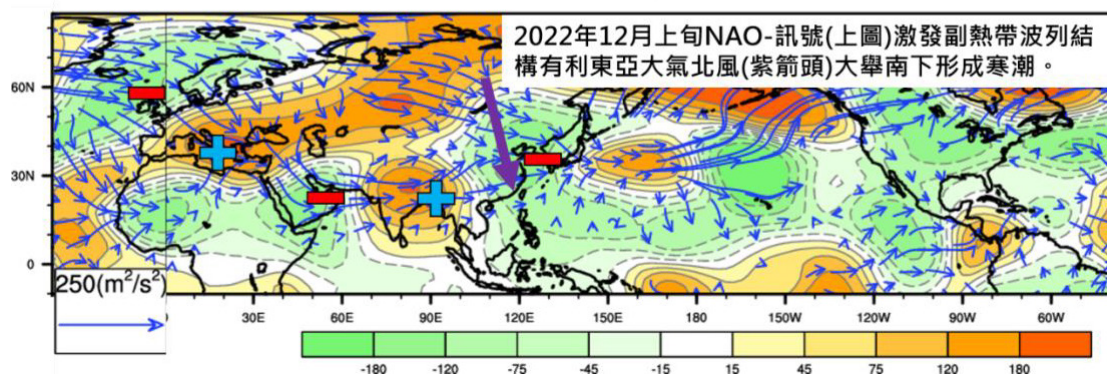 2022年12月上旬NAO-訊號(上圖)激發副熱帶波列結
構有利東亞大氣北風(紫箭頭)大舉南下形成寒潮。
60N
30N
0
250(m²/s²)
0 30E 60E 90E 120E 150E 180 150W 120W 90W 60W
-180 -120 -75 -45 -15 15 45 75 120 180